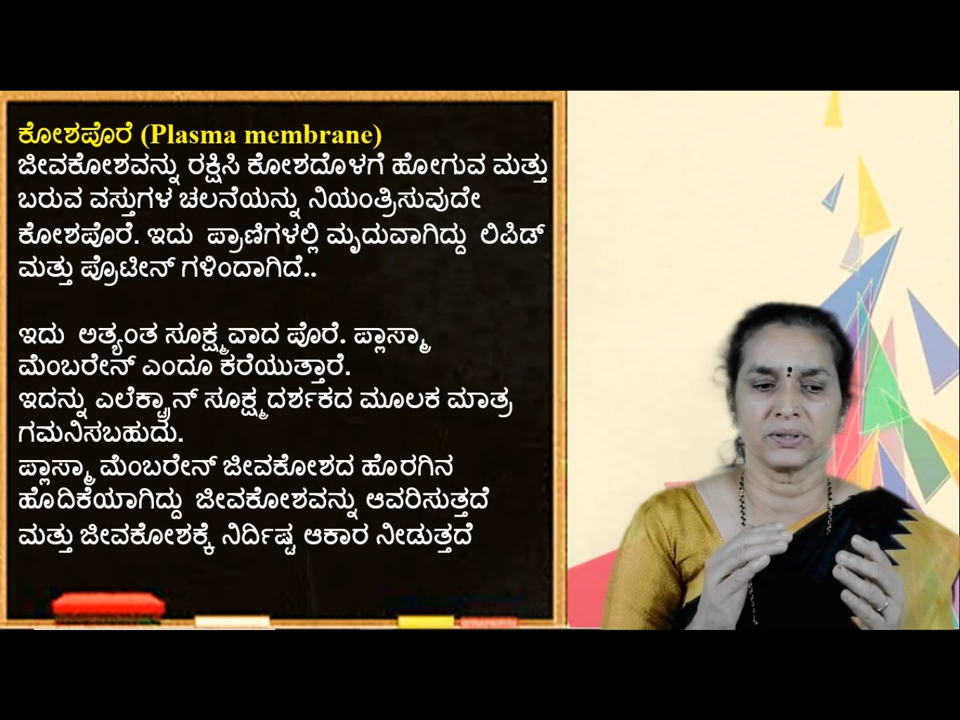 ಕೋಶಪೊರೆ (Plasma membrane)
ಜೀವಕೋಶವನ್ನು ರಕ್ಷಿಸಿ ಕೋಶದೊಳಗೆ ಹೋಗುವ ಮತ್ತು
ಬರುವ ವಸ್ತುಗಳ ಚಲನೆಯನ್ನು ನಿಯಂತ್ರಿಸುವುದೇ
ಕೋಶಪೊರೆ. ಇದು ಪ್ರಾಣಿಗಳಲ್ಲಿ ಮೃದುವಾಗಿದ್ದು ಲಿಪಿಡ್
ಮತ್ತು ಪ್ರೊಟೀನ್ ಗಳಿಂದಾಗಿದೆ..
ಇದು ಅತ್ಯಂತ ಸೂಕ್ಷ್ಮವಾದ ಪೊರೆ. ಪ್ಲಾಸ್ಮಾ
ಮೆಂಬರೇನ್ ಎಂದೂ ಕರೆಯುತ್ತಾರೆ.
ಇದನ್ನು ಎಲೆಕ್ಟ್ರಾನ್ ಸೂಕ್ಷ್ಮದರ್ಶಕದ ಮೂಲಕ ಮಾತ್ರ
ಗಮನಿಸಬಹುದು.
ಪ್ಲಾಸ್ಮಾ ಮೆಂಬರೇನ್ ಜೀವಕೋಶದ ಹೊರಗಿನ
ಹೊದಿಕೆಯಾಗಿದ್ದು ಜೀವಕೋಶವನ್ನು ಆವರಿಸುತ್ತದೆ
ಮತ್ತು ಜೀವಕೋಶಕ್ಕೆ ನಿರ್ದಿಷ್ಟ ಆಕಾರ ನೀಡುತ್ತದೆ